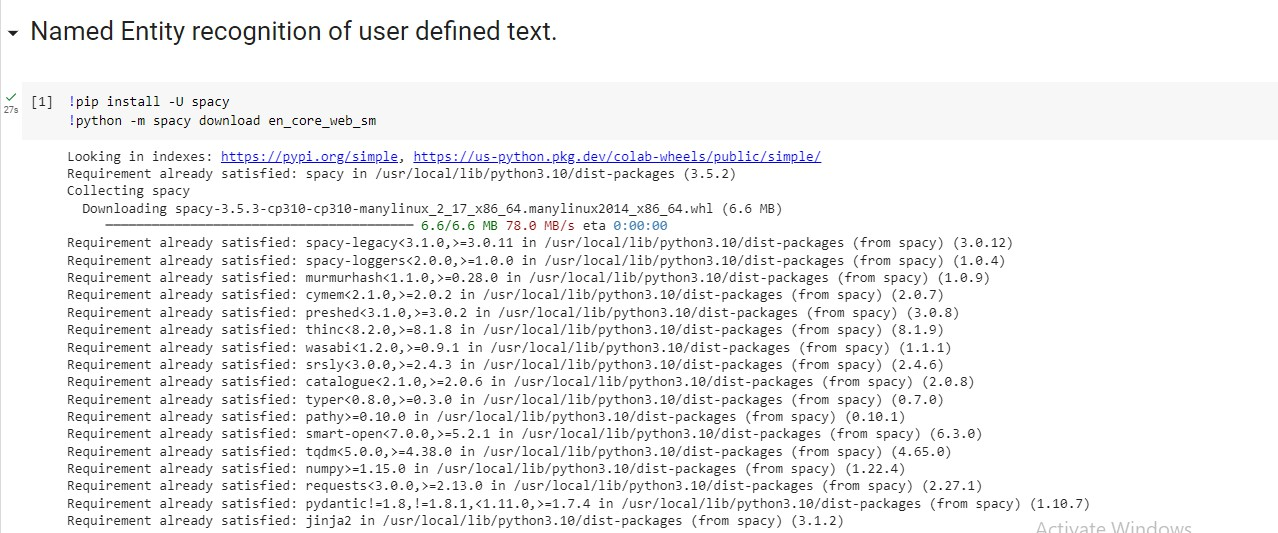 Named Entity recognition of user defined text.
[1] !pip install -U spacy
27s
!python -m spacy download en_core_web_sm
Looking in indexes: https://pypi.org/simple, https://us-python.pkg.dev/colab-wheels/public/simple/
Requirement already satisfied: spacy in /usr/local/lib/python3.10/dist-packages (3.5.2)
Collecting spacy
Downloading spacy-3.5.3-cp310-cp310-manylinux_2_17_x86_64.manylinux2014_x86_64.whl (6.6 MB)
6.6/6.6 MB 78.0 MB/s eta 0:00:00
Requirement already satisfied: spacy-legacy<3.1.0,>=3.0.11 in /usr/local/lib/python3.10/dist-packages (from spacy) (3.0.12)
Requirement already satisfied: spacy-loggers<2.0.0,>=1.0.0 in /usr/local/lib/python3.10/dist-packages (from spacy) (1.0.4)
Requirement already satisfied: murmurhash<1.1.0,>=0.28.0 in /usr/local/lib/python3.10/dist-packages (from spacy) (1.0.9)
Requirement already satisfied: cymem<2.1.0,>=2.0.2 in /usr/local/lib/python3.10/dist-packages (from spacy) (2.0.7)
Requirement already satisfied: preshed<3.1.0,>=3.0.2 in /usr/local/lib/python3.10/dist-packages (from spacy) (3.0.8)
Requirement already satisfied: thinc<8.2.0,>=8.1.8 in /usr/local/lib/python3.10/dist-packages (from spacy) (8.1.9)
Requirement already satisfied: wasabi<1.2.0,>=0.9.1 in /usr/local/lib/python3.10/dist-packages (from spacy) (1.1.1)
Requirement already satisfied: srsly<3.0.0,>=2.4.3 in /usr/local/lib/python3.10/dist-packages (from spacy) (2.4.6)
Requirement already satisfied: catalogue<2.1.0,>=2.0.6 in /usr/local/lib/python3.10/dist-packages (from spacy) (2.0.8)
Requirement already satisfied: typer<0.8.0,>=0.3.0 in /usr/local/lib/python3.10/dist-packages (from spacy) (0.7.0)
Requirement already satisfied: pathy>=0.10.0 in /usr/local/lib/python3.10/dist-packages (from spacy) (0.10.1)
Requirement already satisfied: smart-open<7.0.0,>=5.2.1 in /usr/local/lib/python3.10/dist-packages (from spacy) (6.3.0)
Requirement already satisfied: tqdm<5.0.0,>=4.38.0 in /usr/local/lib/python3.10/dist-packages (from spacy) (4.65.0)
Requirement already satisfied: numpy>=1.15.0 in /usr/local/lib/python3.10/dist-packages (from spacy) (1.22.4)
Requirement already satisfied: requests<3.0.0,>=2.13.0 in /usr/local/lib/python3.10/dist-packages (from spacy) (2.27.1)
Requirement already satisfied: pydantic!=1.8,!=1.8.1,<1.11.0,>=1.7.4 in /usr/local/lib/python3.10/dist-packages (from spacy) (1.10.7)
Requirement already satisfied: jinja2 in /usr/local/lib/python3.10/dist-packages (from spacy) (3.1.2)
Activate Windows